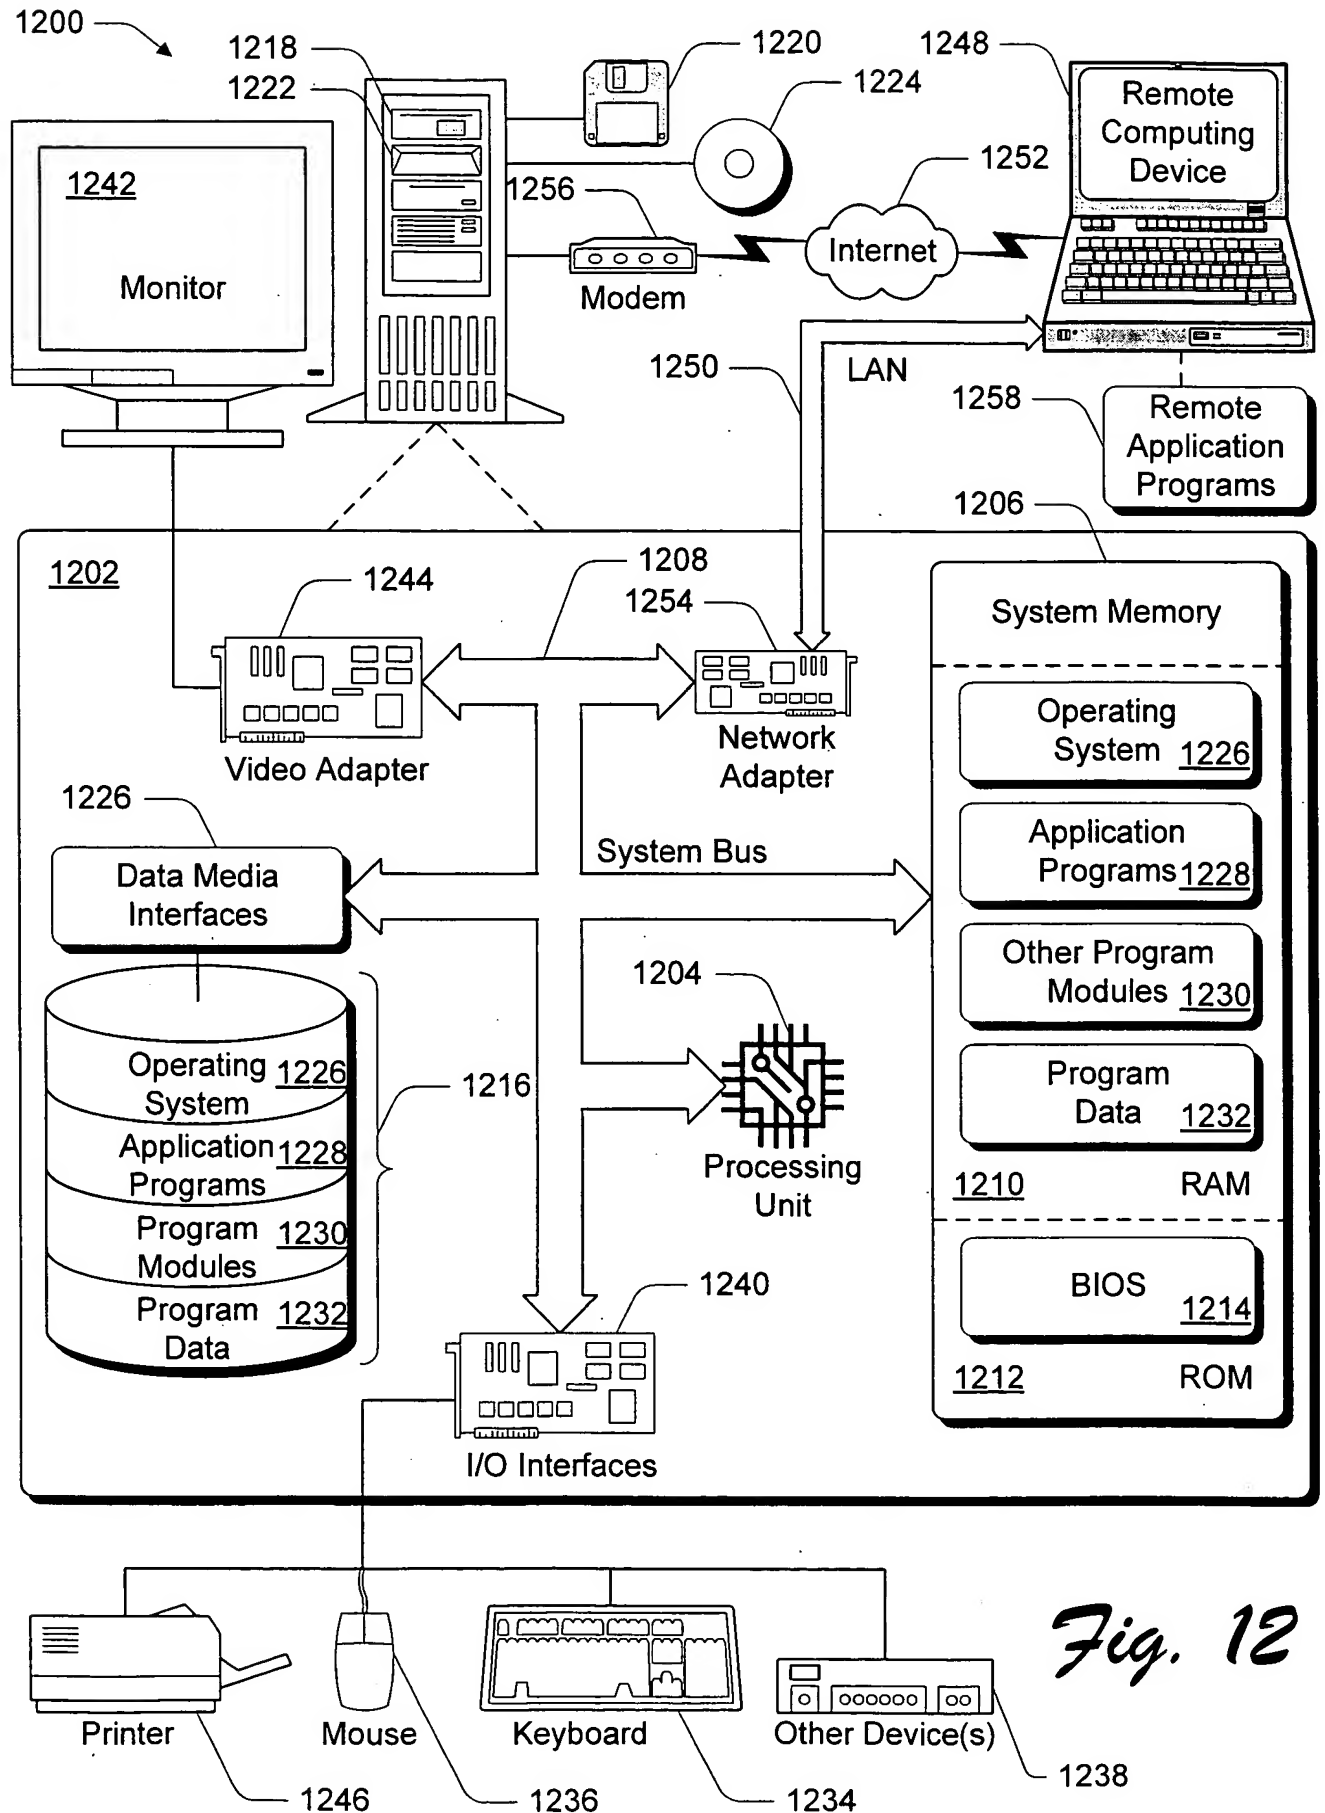 1200
1218
1222
1220
1224
1248
Remote
Computing
Device
1242
Monitor
1256
Modem
1252
Internet
1250
LAN
1258
Remote
Application
Programs
1206
1202
1244
Video Adapter
1208
1254
Network
Adapter
System Memory
Operating
System 1226
Application
Programs 1228
Other Program
Modules 1230
Program
Data 1232
1210 RAM
BIOS
1214
1212 ROM
1226
Data Media
Interfaces
System Bus
1204
Processing
Unit
Operating
System 1226
Application
Programs 1228
Program
Modules 1230
Program
Data 1232
1216
1240
I/O Interfaces
Printer
Mouse
Keyboard
Other Device(s)
1246
1236
1234
1238
Fig. 12